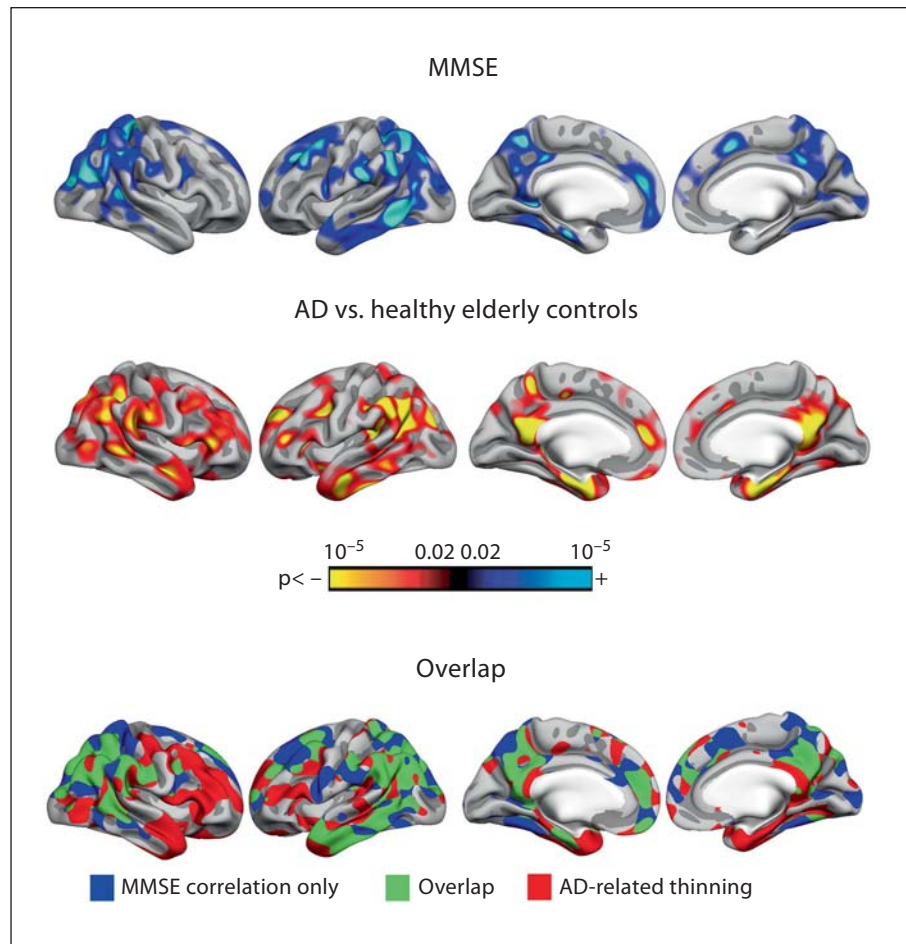 MMSE
AD vs. healthy elderly controls
10⁻⁵ 0.02 0.02 10⁻⁵
p< – +
Overlap
MMSE correlation only Overlap AD-related thinning